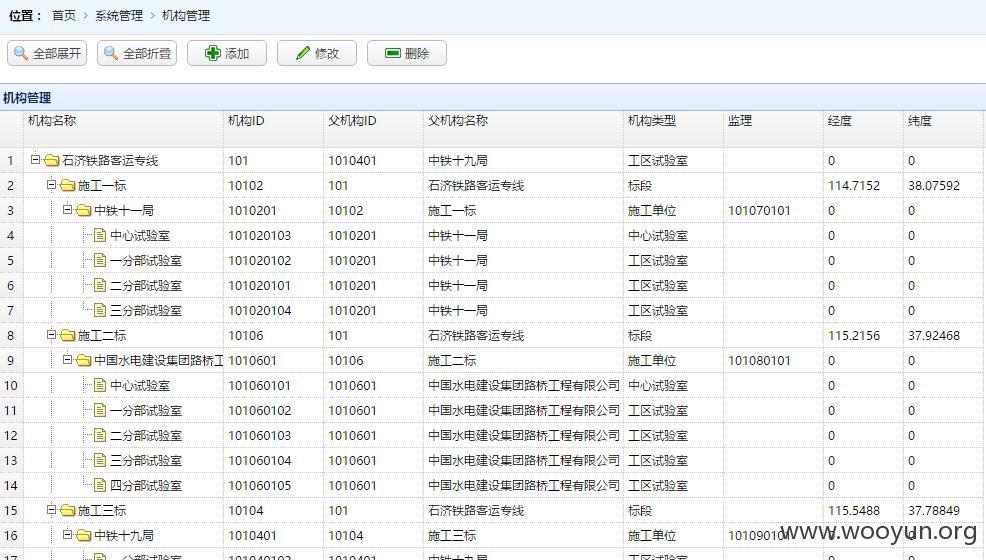 位置： 首页 > 系统管理 > 机构管理
全部展开 全部折叠 添加 修改 删除
机构管理
机构名称 机构ID 父机构ID 父机构名称 机构类型 监理 经度 纬度
1 石济铁路客运专线 101 1010401 中铁十九局 工区试验室 0 0
2 施工一标 10102 101 石济铁路客运专线 标段 114.7152 38.07592
3 中铁十一局 1010201 10102 施工一标 施工单位 101070101 0 0
4 中心试验室 101020103 1010201 中铁十一局 中心试验室 0 0
5 一分部试验室 101020102 1010201 中铁十一局 工区试验室 0 0
6 二分部试验室 101020101 1010201 中铁十一局 工区试验室 0 0
7 三分部试验室 101020104 1010201 中铁十一局 工区试验室 0 0
8 施工二标 10106 101 石济铁路客运专线 标段 115.2156 37.92468
9 中国水电建设集团路桥工 1010601 10106 施工二标 施工单位 101080101 0 0
10 中心试验室 101060101 1010601 中国水电建设集团路桥工程有限公司 中心试验室 0 0
11 一分部试验室 101060102 1010601 中国水电建设集团路桥工程有限公司 工区试验室 0 0
12 二分部试验室 101060103 1010601 中国水电建设集团路桥工程有限公司 工区试验室 0 0
13 三分部试验室 101060104 1010601 中国水电建设集团路桥工程有限公司 工区试验室 0 0
14 四分部试验室 101060105 1010601 中国水电建设集团路桥工程有限公司 工区试验室 0 0
15 施工三标 10104 101 石济铁路客运专线 标段 115.5488 37.78849
16 中铁十九局 1010401 10104 施工三标 施工单位 0
www.wooyun.org